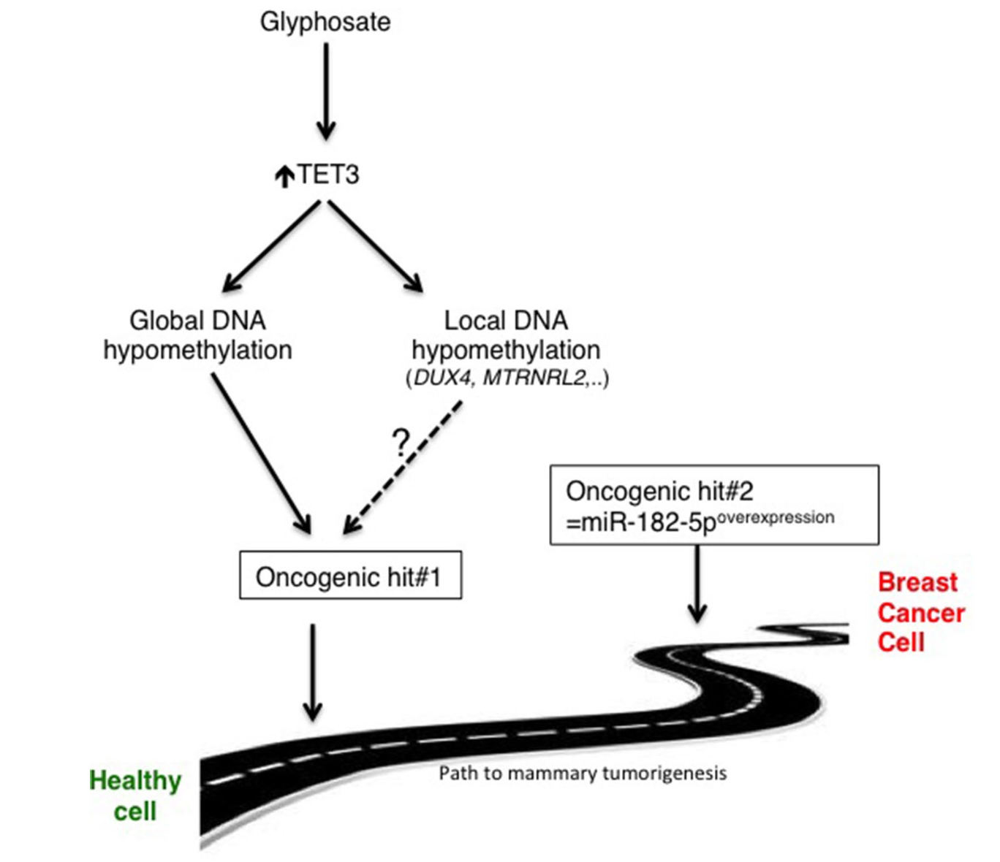 Glyphosate
↑TET3
Global DNA
hypomethylation
Local DNA
hypomethylation
(DUX4, MTRNRL2,..)
?
Oncogenic hit#1
Oncogenic hit#2
=miR-182-5poverexpression
Breast
Cancer
Cell
Healthy
cell
Path to mammary tumorigenesis